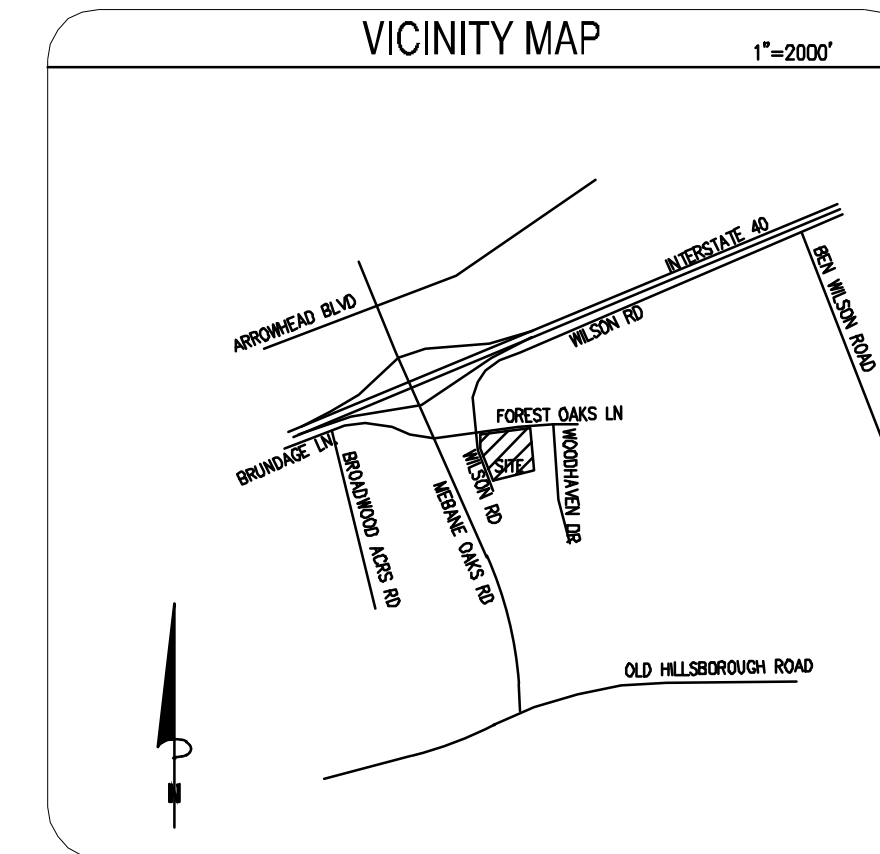 VICINITY MAP
1"=2000'
INTERSTATE 40
BEN WILSON ROAD
ARROWHEAD BLVD
WILSON RD
FOREST OAKS LN
BRUNDAGE LN.
BROADWOOD ACRS RD
WILSON RD
SITE
WOODHAVEN DR
MEBANE OAKS RD
OLD HILLSBOROUGH ROAD
N